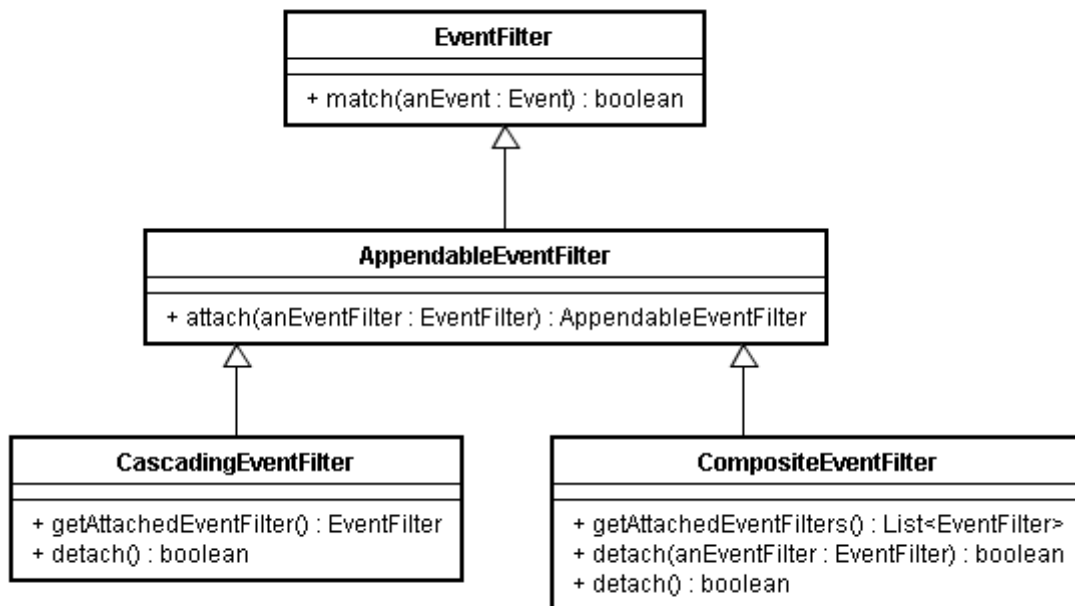 EventFilter
+ match(anEvent : Event) : boolean
AppendableEventFilter
+ attach(anEventFilter : EventFilter) : AppendableEventFilter
CascadingEventFilter
+ getAttachedEventFilter() : EventFilter
+ detach() : boolean
CompositeEventFilter
+ getAttachedEventFilters() : List<EventFilter>
+ detach(anEventFilter : EventFilter) : boolean
+ detach() : boolean